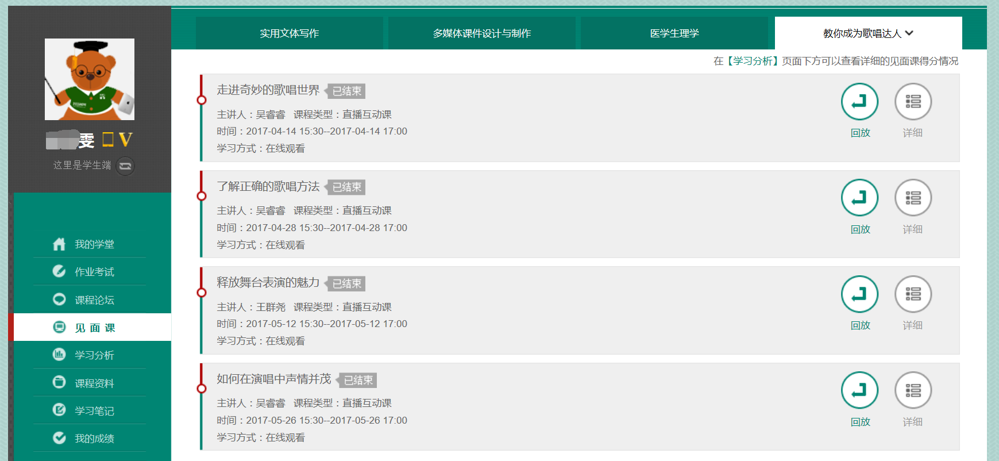 实用文体写作
多媒体课件设计与制作
医学生理学
教你成为歌唱达人
在【学习分析】页面下方可以查看详细的见面课得分情况
雯 V
这里是学生端
我的学堂
作业考试
课程论坛
见面课
学习分析
课程资料
学习笔记
我的成绩
走进奇妙的歌唱世界 已结束
主讲人：吴睿睿 课程类型：直播互动课
时间：2017-04-14 15:30--2017-04-14 17:00
学习方式：在线观看
回放 详细
了解正确的歌唱方法 已结束
主讲人：吴睿睿 课程类型：直播互动课
时间：2017-04-28 15:30--2017-04-28 17:00
学习方式：在线观看
回放 详细
释放舞台表演的魅力 已结束
主讲人：王群尧 课程类型：直播互动课
时间：2017-05-12 15:30--2017-05-12 17:00
学习方式：在线观看
回放 详细
如何在演唱中声情并茂 已结束
主讲人：吴睿睿 课程类型：直播互动课
时间：2017-05-26 15:30--2017-05-26 17:00
学习方式：在线观看
回放 详细